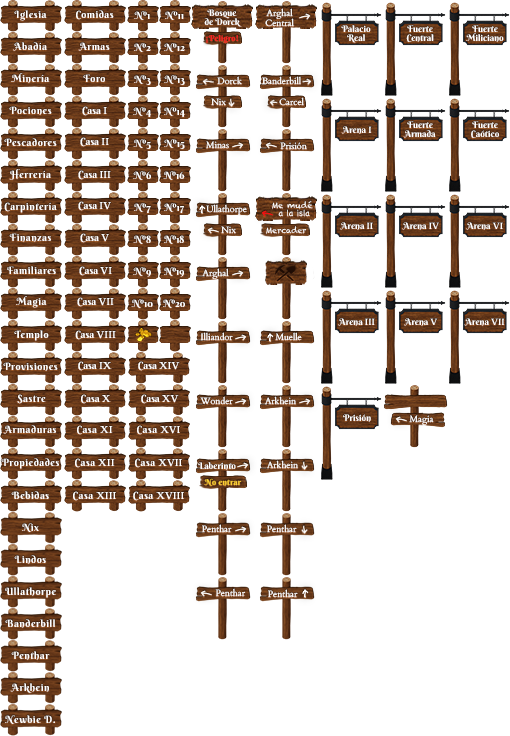 Iglesia
Abadia
Mineria
Pociones
Pescadores
Herreria
Carpinteria
Finanzas
Familiares
Magia
Templo
Provisiones
Sastre
Armaduras
Propiedades
Bebidas
Nix
Lindos
Ullathorpe
Banderbill
Penthar
Arkhein
Newbie D.
Comidas
Armas
Foro
Casa I
Casa II
Casa III
Casa IV
Casa V
Casa VI
Casa VII
Casa VIII
Casa IX
Casa X
Casa XI
Casa XII
Casa XIII
Nº1
Nº2
Nº3
Nº4
Nº5
Nº6
Nº7
Nº8
Nº9
Nº10
Nº11
Nº12
Nº13
Nº14
Nº15
Nº16
Nº17
Nº18
Nº19
Nº20
Casa XIV
Casa XV
Casa XVI
Casa XVII
Casa XVIII
Bosque
de Dorck
¡Peligro!
← Dorck
Nix ↓
Minas →
↑Ullathorpe
← Nix
Arghal →
Illiandor →
Wonder →
Laberinto →
No entrar
Penthar →
← Penthar
Arghal
Central →
Banderbill→
←Carcel
← Prisión
Me mudé
a la isla
Mercader
↑ Muelle
Arkhein →
Arkhein ↓
Penthar ↓
Penthar ↑
Palacio
Real
Fuerte
Central
Fuerte
Miliciano
Arena I
Fuerte
Armada
Fuerte
Caótico
Arena II
Arena IV
Arena VI
Arena III
Arena V
Arena VII
Prisión
← Magia